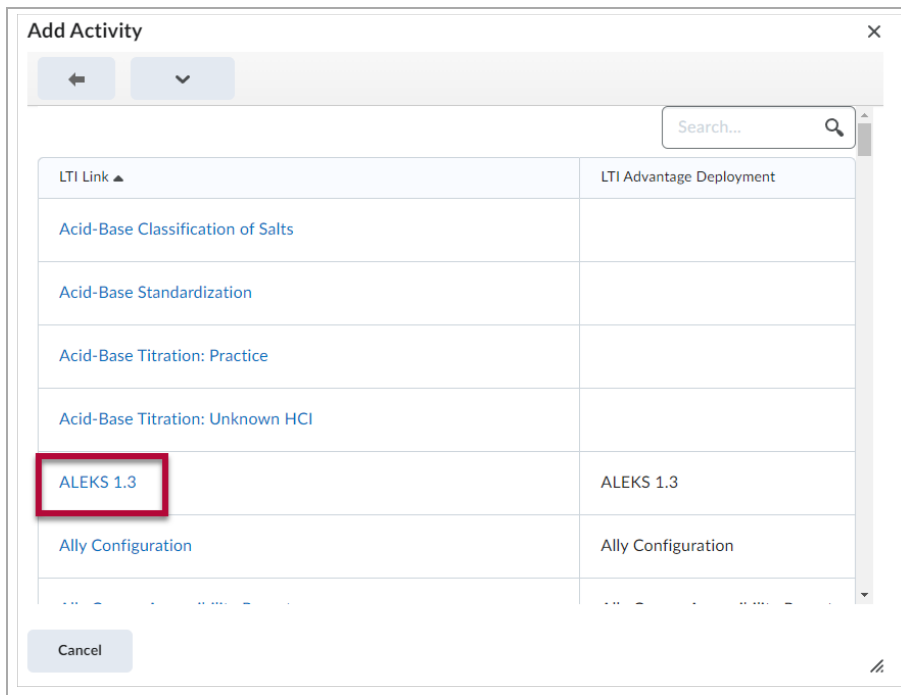 Add Activity
Search...
LTI Link LTI Advantage Deployment
Acid-Base Classification of Salts
Acid-Base Standardization
Acid-Base Titration: Practice
Acid-Base Titration: Unknown HCl
ALEKS 1.3 ALEKS 1.3
Ally Configuration Ally Configuration
Cancel